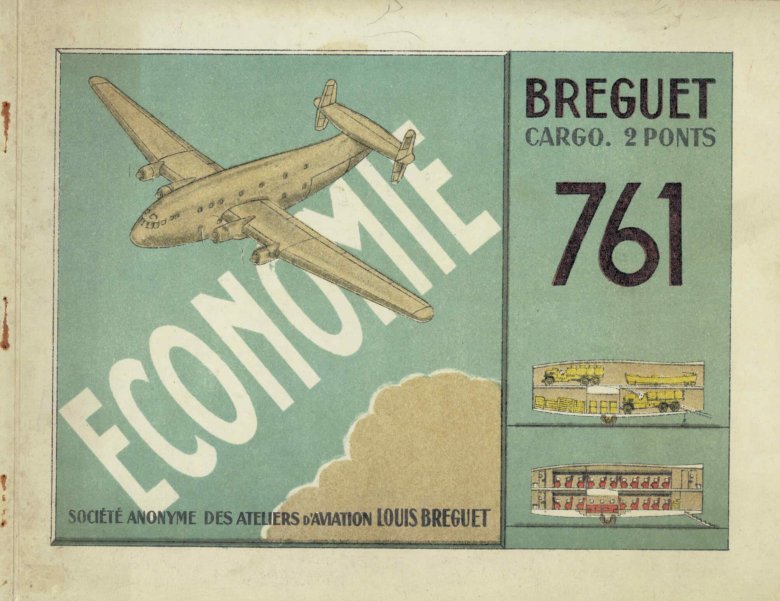 ECONOMIE
SOCIÉTÉ ANONYME DES ATELIERS D'AVIATION LOUIS BREGUET
BREGUET
CARGO. 2 PONTS
761